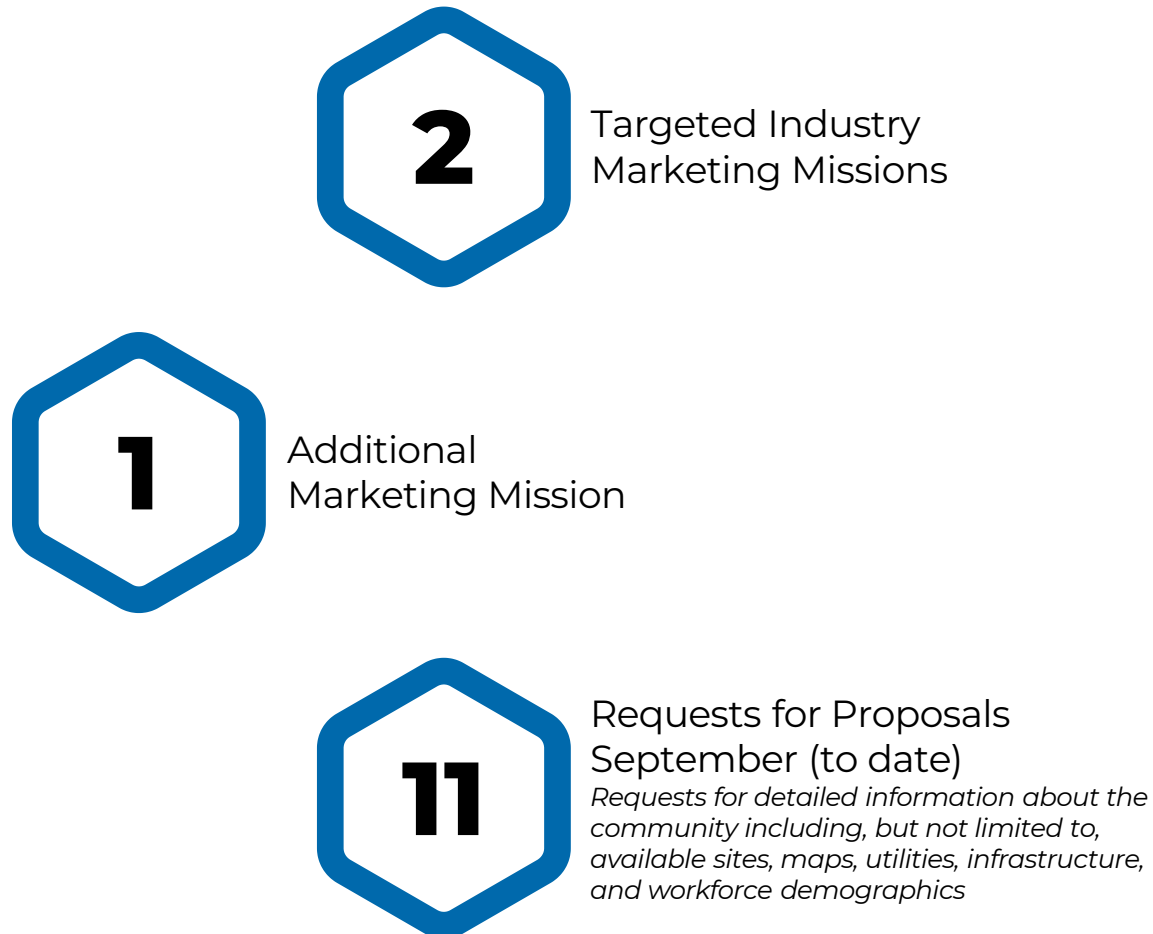 2
Targeted Industry
Marketing Missions
1
Additional
Marketing Mission
11
Requests for Proposals
September (to date)
Requests for detailed information about the
community including, but not limited to,
available sites, maps, utilities, infrastructure,
and workforce demographics